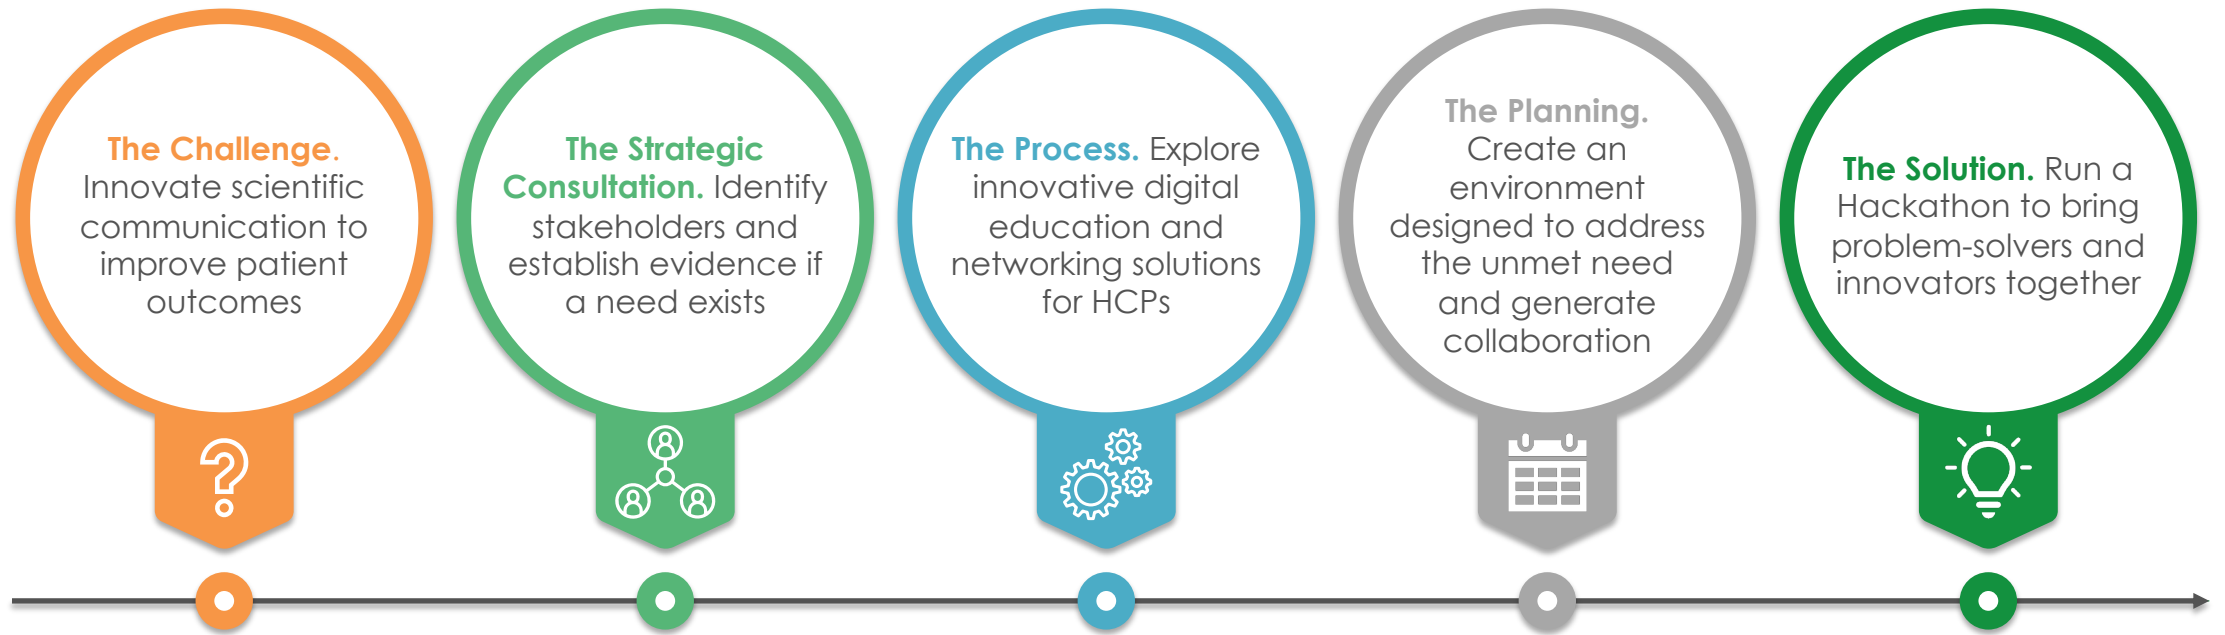 The Challenge.
Innovate scientific
communication to
improve patient
outcomes
The Strategic
Consultation. Identify
stakeholders and
establish evidence if
a need exists
The Process. Explore
innovative digital
education and
networking solutions
for HCPs
The Planning.
Create an
environment
designed to address
the unmet need
and generate
collaboration
The Solution. Run a
Hackathon to bring
problem-solvers and
innovators together